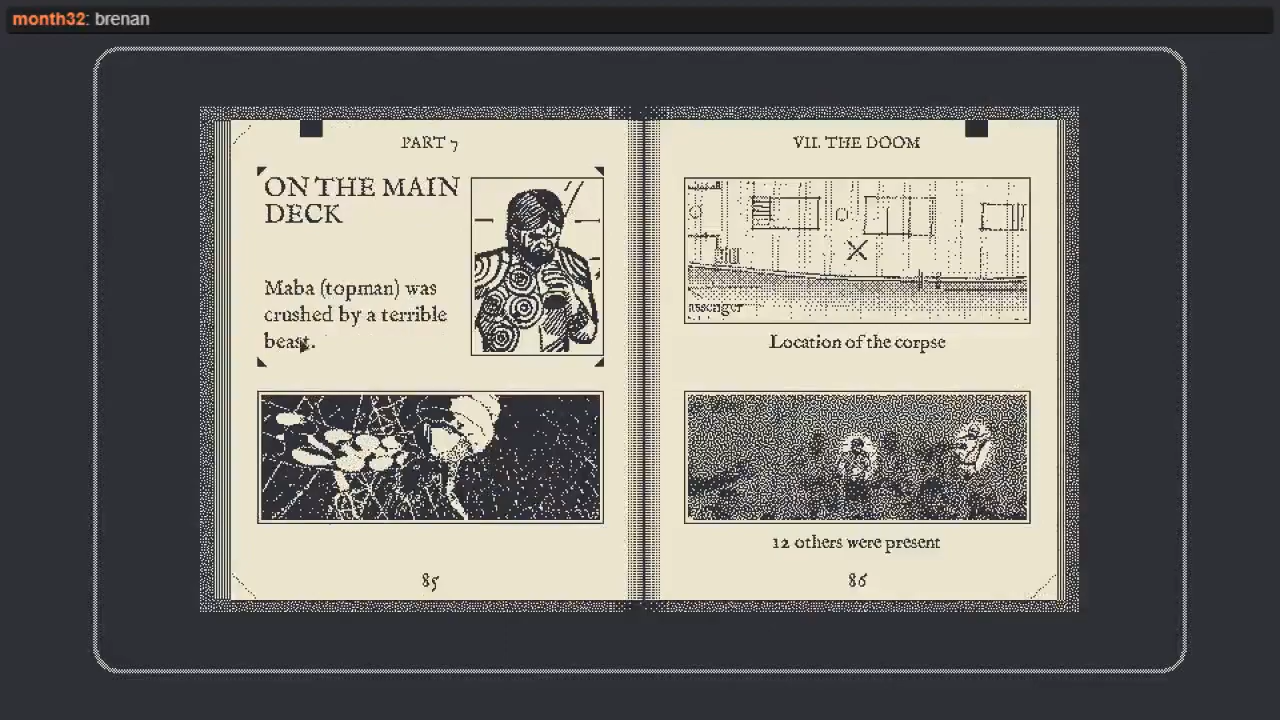 month32: brenan
PART 7
ON THE MAIN
DECK
Maba (topman) was
crushed by a terrible
beast.
85
VII. THE DOOM
assenger
Location of the corpse
12 others were present
86